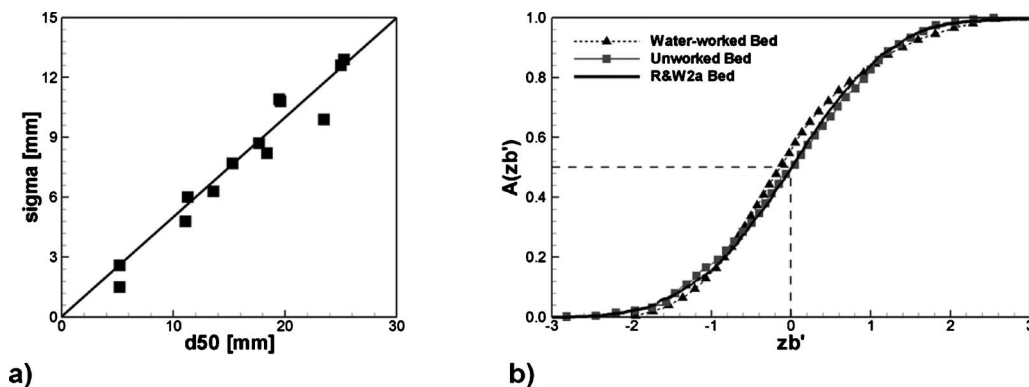 sigma [mm]
15
12
9
6
3
0
0 10 20 30
d50 [mm]
a)
A(zb')
1.0
0.8
0.6
0.4
0.2
0.0
-3 -2 -1 0 1 2 3
zb'
Water-worked Bed
Unworked Bed
R&W2a Bed
b)